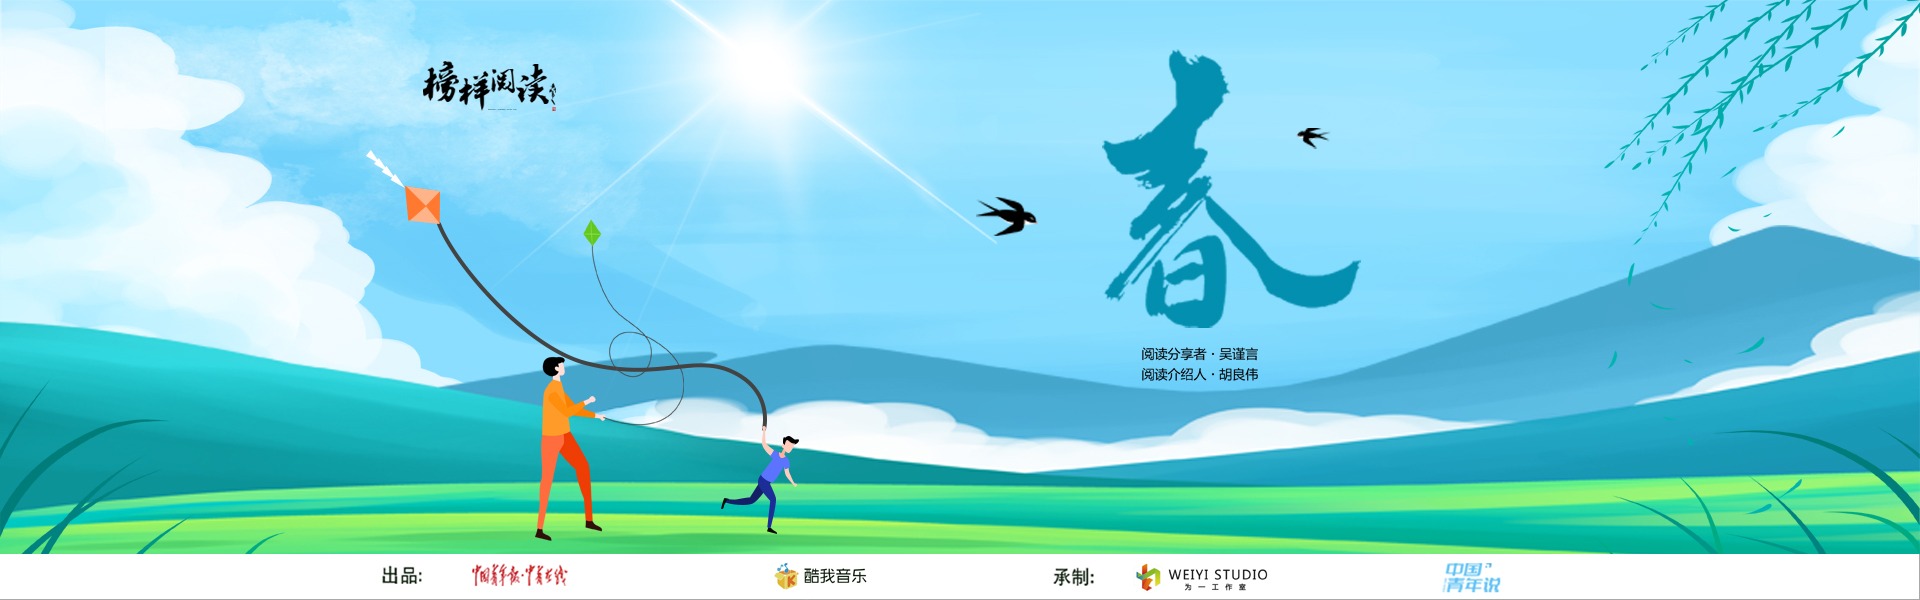 榜样阅读
春
阅读分享者·吴谨言
阅读介绍人·胡良伟
出品:
中国青年报·中青在线
酷我音乐
承制:
WEIYI STUDIO
为一工作室
中国青年说